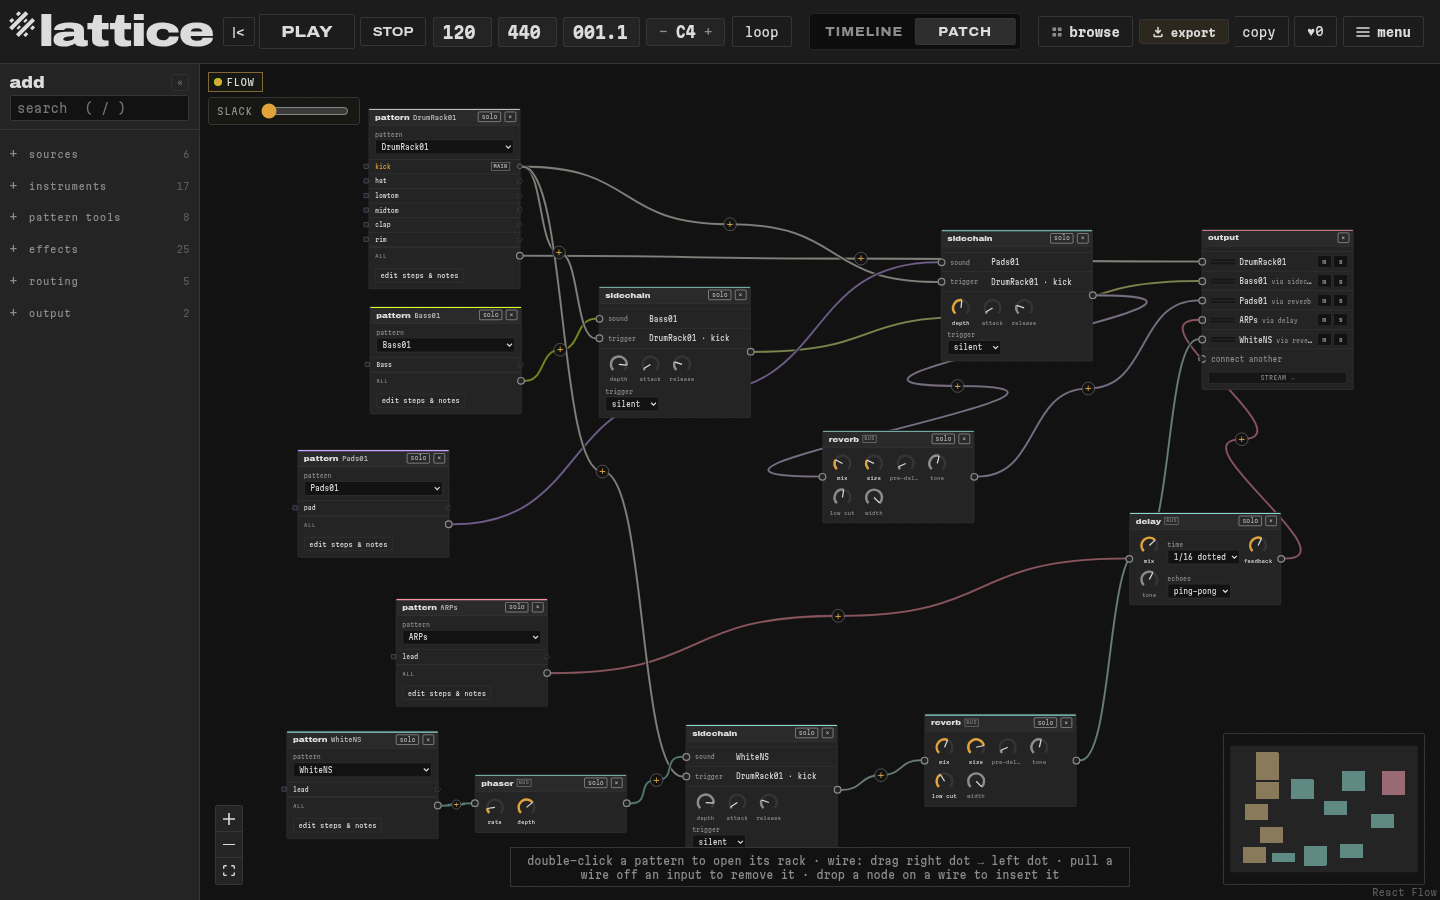 lattice
|<
PLAY
STOP
120
440
001.1
− C4 +
loop
TIMELINE
PATCH
browse
export
copy
♥0
menu
add
«
search ( / )
+ sources 6
+ instruments 17
+ pattern tools 8
+ effects 25
+ routing 5
+ output 2
FLOW
SLACK
pattern DrumRack01 solo ×
pattern
DrumRack01
kick MAIN
hat
lowtom
midtom
clap
rim
ALL
edit steps & notes
pattern Bass01 solo ×
pattern
Bass01
Bass
ALL
edit steps & notes
sidechain solo ×
sound Bass01
trigger DrumRack01 · kick
depth attack release
trigger
silent
sidechain solo ×
sound Pads01
trigger DrumRack01 · kick
depth attack release
trigger
silent
output ×
DrumRack01 m s
Bass01 via sidec… m s
Pads01 via reverb m s
ARPs via delay m s
WhiteNS via reve… m s
connect another
STREAM →
reverb BUS solo ×
mix size pre-del… tone
low cut width
pattern Pads01 solo ×
pattern
Pads01
pad
ALL
edit steps & notes
delay BUS solo ×
time
1/16 dotted
mix feedback
echoes
ping-pong
tone
pattern ARPs solo ×
pattern
ARPs
lead
ALL
edit steps & notes
pattern WhiteNS solo ×
pattern
WhiteNS
lead
ALL
edit steps & notes
phaser BUS solo ×
rate depth
sidechain solo ×
sound WhiteNS
trigger DrumRack01 · kick
depth attack release
trigger
silent
reverb BUS solo ×
mix size pre-del… tone
low cut width
double-click a pattern to open its rack · wire: drag right dot → left dot · pull a
wire off an input to remove it · drop a node on a wire to insert it
React Flow